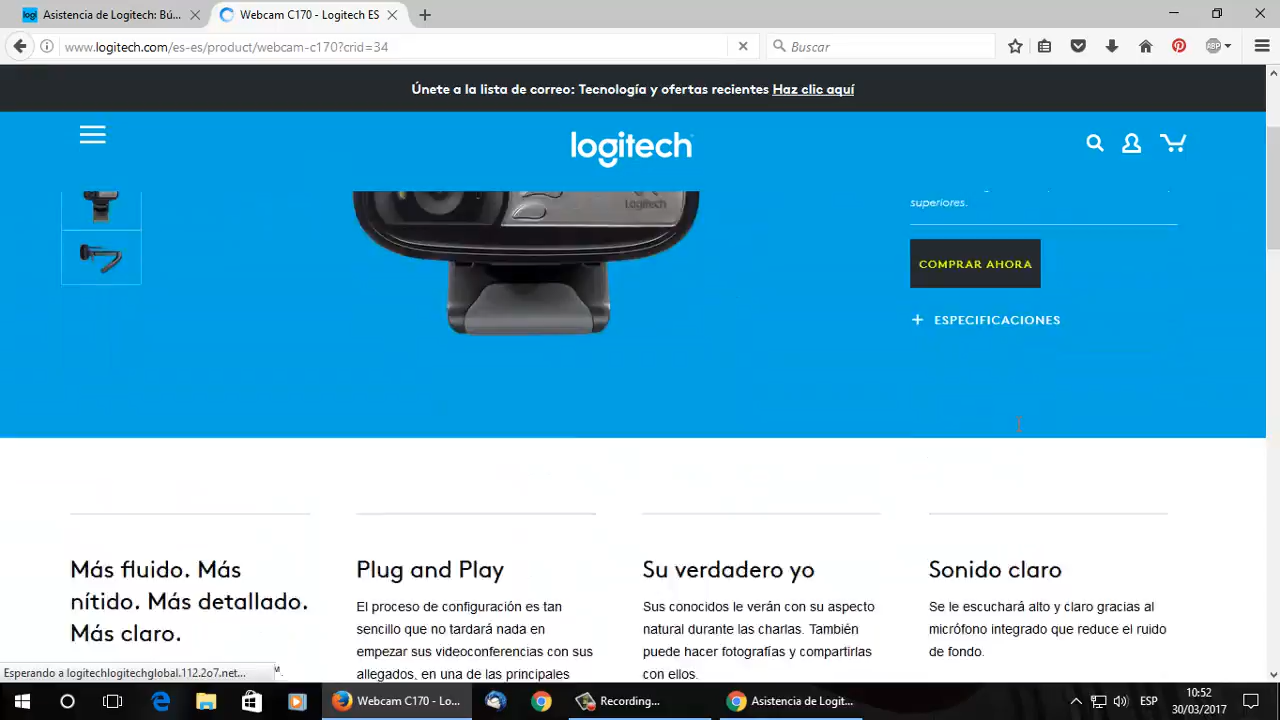 Asistencia de Logitech: Bú...
Webcam C170 - Logitech ES
www.logitech.com/es-es/product/webcam-c170?crid=34
Buscar
ABP
Únete a la lista de correo: Tecnología y ofertas recientes Haz clic aquí
logitech
Logitech
superiores.
COMPRAR AHORA
+ ESPECIFICACIONES
Más fluido. Más
nítido. Más detallado.
Más claro.
Plug and Play
El proceso de configuración es tan
sencillo que no tardará nada en
empezar sus videoconferencias con sus
allegados, en una de las principales
Su verdadero yo
Sus conocidos le verán con su aspecto
natural durante las charlas. También
puede hacer fotografías y compartirlas
con ellos.
Sonido claro
Se le escuchará alto y claro gracias al
micrófono integrado que reduce el ruido
de fondo.
Esperando a logitechlogitechglobal.112.2o7.net...
Webcam C170 - Lo...
Recording...
Asistencia de Logit...
ESP
10:52
30/03/2017